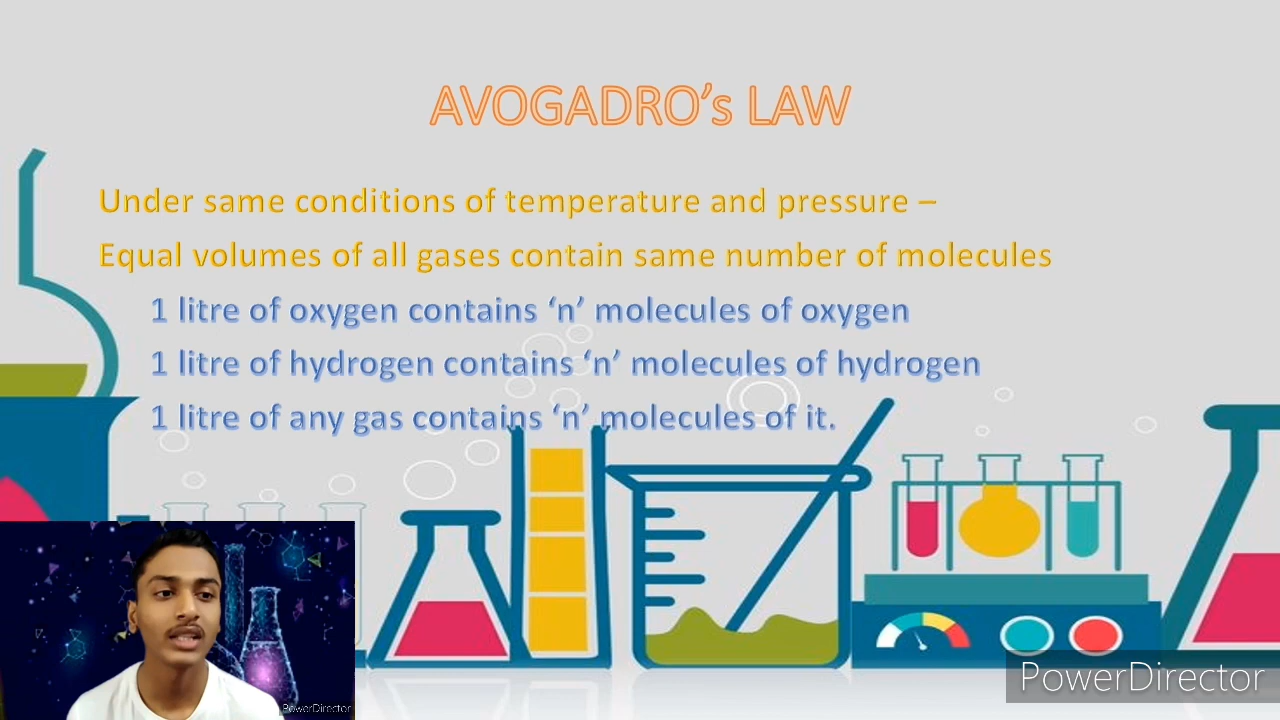 AVOGADRO’s LAW
Under same conditions of temperature and pressure –
Equal volumes of all gases contain same number of molecules
1 litre of oxygen contains ‘n’ molecules of oxygen
1 litre of hydrogen contains ‘n’ molecules of hydrogen
1 litre of any gas contains ‘n’ molecules of it.
PowerDirector
PowerDirector